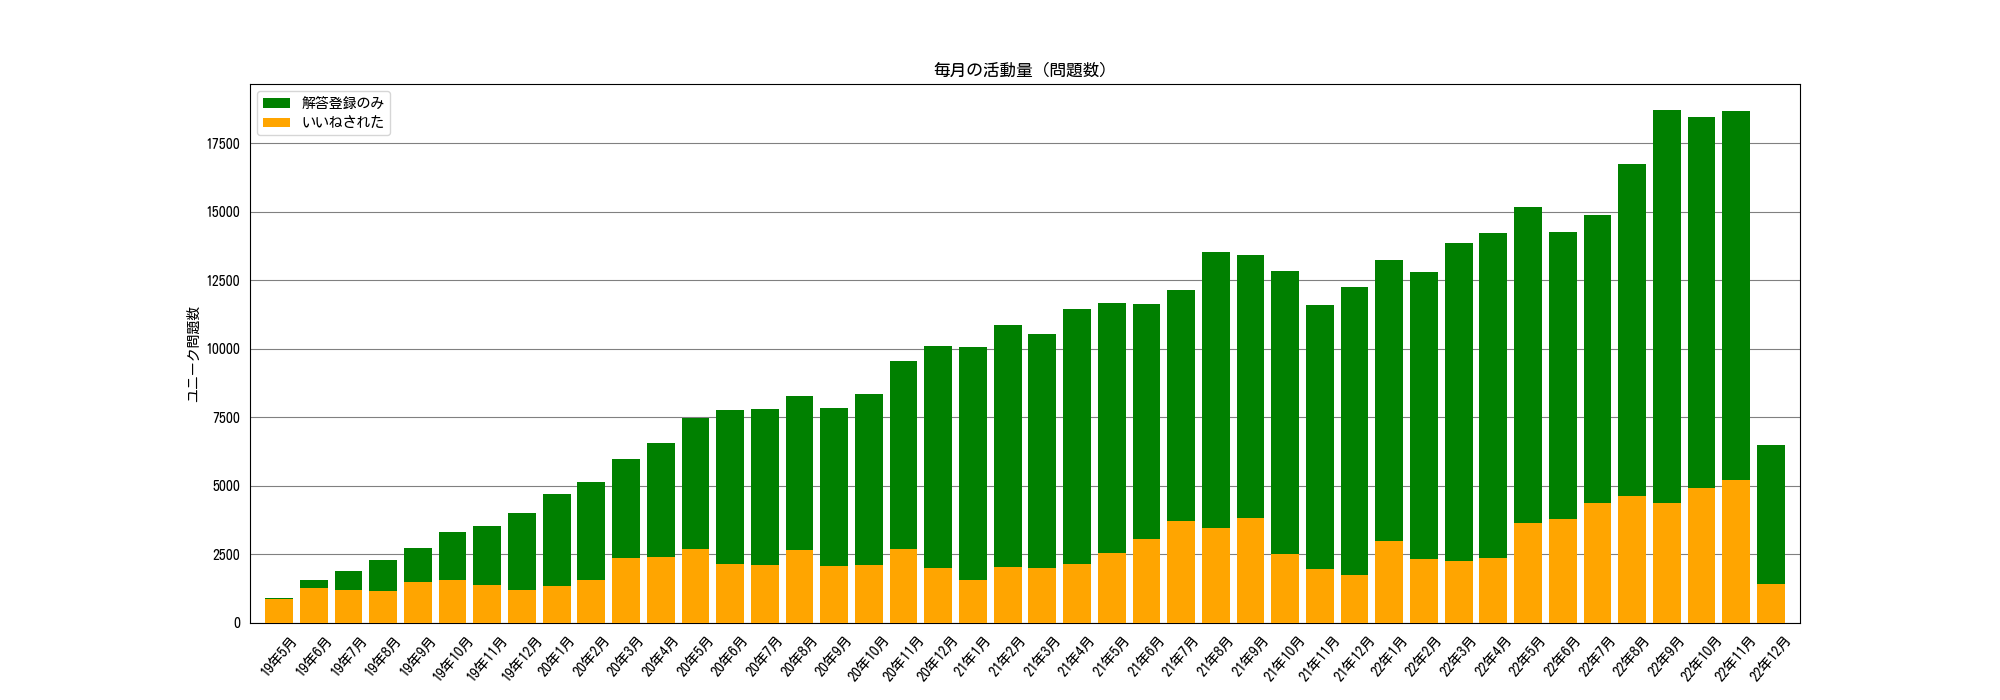 毎月の活動量（問題数）
解答登録のみ
いいねされた
ユニーク問題数
17500
15000
12500
10000
7500
5000
2500
0
19年5月
19年6月
19年7月
19年8月
19年9月
19年10月
19年11月
19年12月
20年1月
20年2月
20年3月
20年4月
20年5月
20年6月
20年7月
20年8月
20年9月
20年10月
20年11月
20年12月
21年1月
21年2月
21年3月
21年4月
21年5月
21年6月
21年7月
21年8月
21年9月
21年10月
21年11月
21年12月
22年1月
22年2月
22年3月
22年4月
22年5月
22年6月
22年7月
22年8月
22年9月
22年10月
22年11月
22年12月